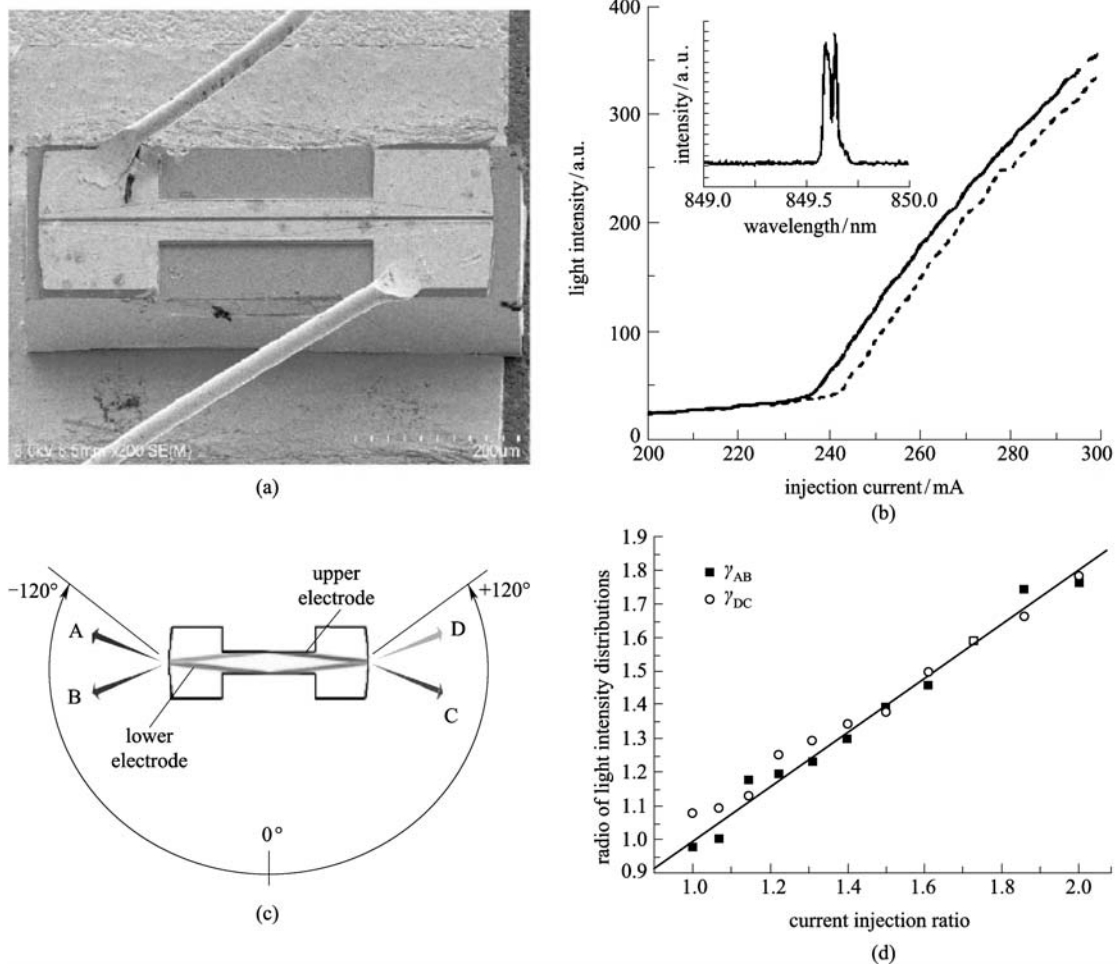 3.0kV 8.5mm x200 SE(M)
200um
(a)
intensity/a. u.
849.0
849.6
850.0
wavelength/nm
light intensity/a.u.
400
300
200
100
0
200
220
240
260
280
300
injection current/mA
(b)
−120°
+120°
A
B
D
C
upper
electrode
lower
electrode
0°
(c)
γAB
γDC
radio of light intensity distributions
1.9
1.8
1.7
1.6
1.5
1.4
1.3
1.2
1.1
1.0
0.9
1.0
1.2
1.4
1.6
1.8
2.0
current injection ratio
(d)